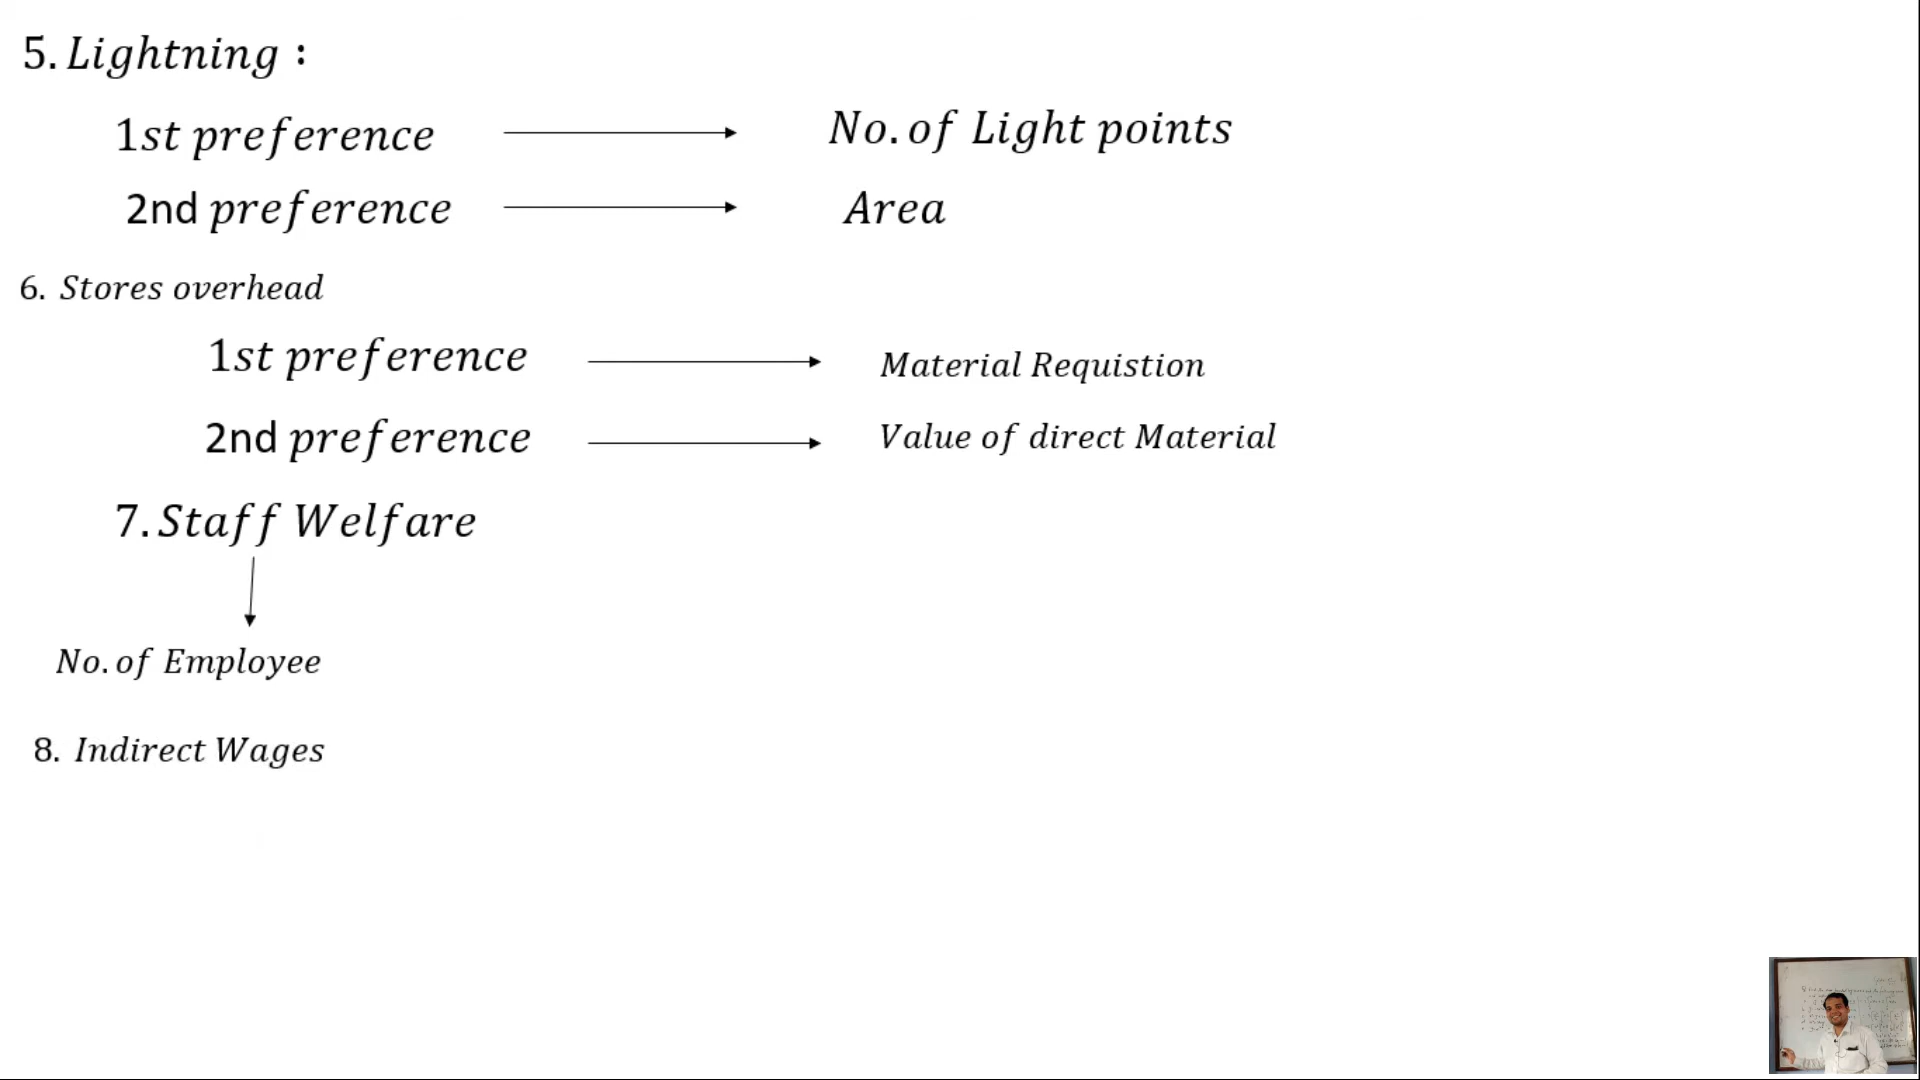 5. Lightning :
1st preference No. of Light points
2nd preference Area
6. Stores overhead
1st preference Material Requistion
2nd preference Value of direct Material
7. Staff Welfare
No. of Employee
8. Indirect Wages